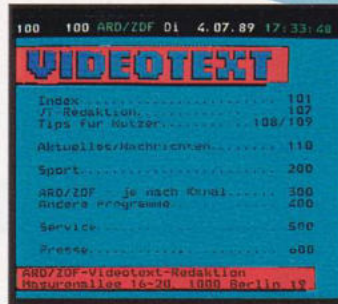 100 100 ARD/ZDF Di 4.07.89 17:33:48
VIDEOTEXT
Index.................... 101
VT-Redaktion............. 107
Tips für Nutzer...... 108/109
Aktuelles/Nachrichten.... 110
Sport.................... 200
ARD/ZDF je nach Kanal.... 300
Andere Programme......... 400
Service.................. 500
Presse................... 600
ARD/ZDF-Videotext-Redaktion
Masurenallee 16-20, 1000 Berlin 19